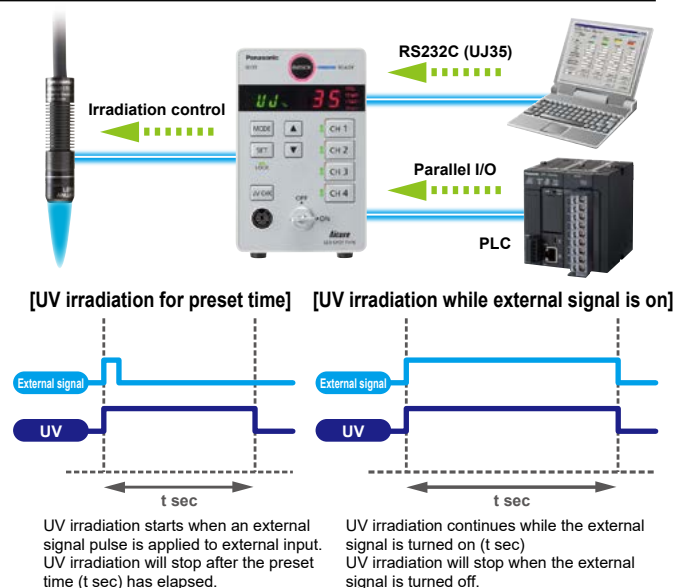 RS232C (UJ35)
Panasonic
UJ35
Irradiation control
UJ 35
MODE
CH 1
SET
CH 2
LOCK
CH 3
UV CHK
CH 4
OFF
ON
Aicure
Parallel I/O
PLC
[UV irradiation for preset time]
[UV irradiation while external signal is on]
External signal
External signal
UV
UV
t sec
t sec
UV irradiation starts when an external
signal pulse is applied to external input.
UV irradiation will stop after the preset
time (t sec) has elapsed.
UV irradiation continues while the external
signal is turned on (t sec)
UV irradiation will stop when the external
signal is turned off.